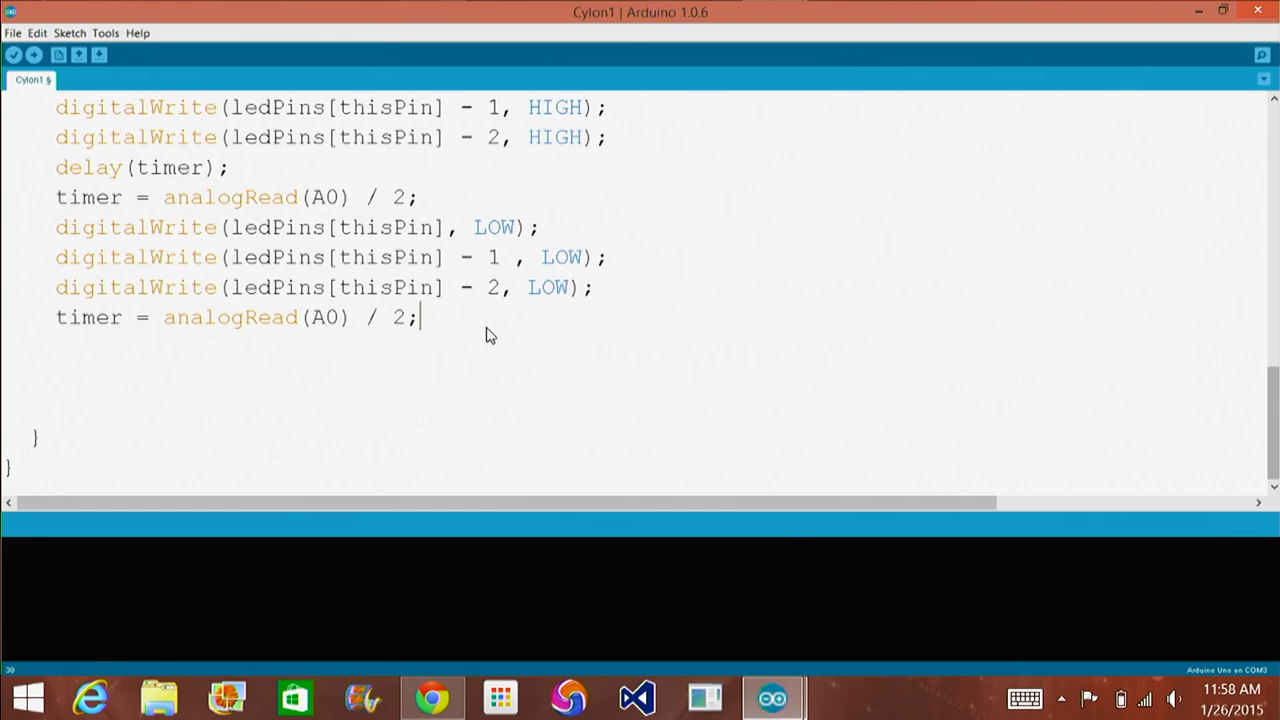 Cylon1 | Arduino 1.0.6
File Edit Sketch Tools Help
Cylon1 §
digitalWrite(ledPins[thisPin] - 1, HIGH);
digitalWrite(ledPins[thisPin] - 2, HIGH);
delay(timer);
timer = analogRead(A0) / 2;
digitalWrite(ledPins[thisPin], LOW);
digitalWrite(ledPins[thisPin] - 1 , LOW);
digitalWrite(ledPins[thisPin] - 2, LOW);
timer = analogRead(A0) / 2;
}
}
Arduino Uno on COM3
11:58 AM
1/26/2015